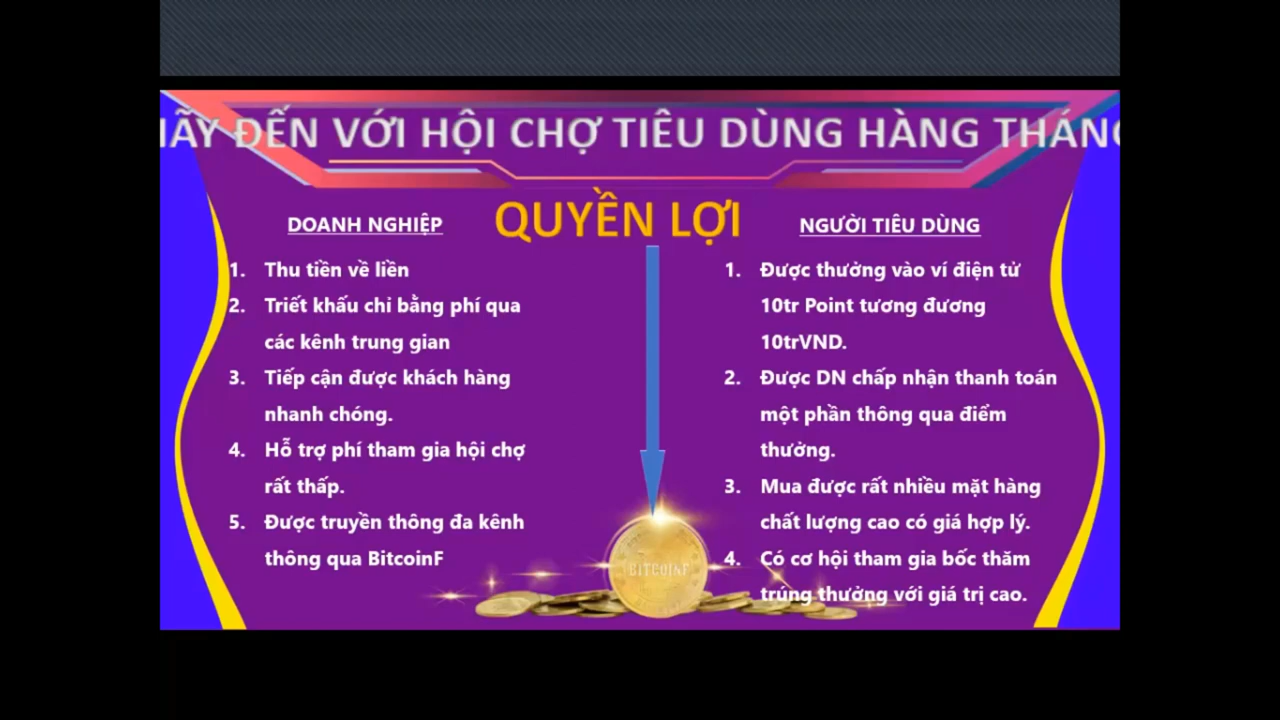 HÃY ĐẾN VỚI HỘI CHỢ TIÊU DÙNG HÀNG THÁNG
QUYỀN LỢI
DOANH NGHIỆP
1. Thu tiền về liền
2. Triết khấu chỉ bằng phí qua
các kênh trung gian
3. Tiếp cận được khách hàng
nhanh chóng.
4. Hỗ trợ phí tham gia hội chợ
rất thấp.
5. Được truyền thông đa kênh
thông qua BitcoinF
NGƯỜI TIÊU DÙNG
1. Được thưởng vào ví điện tử
10tr Point tương đương
10trVND.
2. Được DN chấp nhận thanh toán
một phần thông qua điểm
thưởng.
3. Mua được rất nhiều mặt hàng
chất lượng cao có giá hợp lý.
4. Có cơ hội tham gia bốc thăm
trúng thưởng với giá trị cao.
BITCOINF